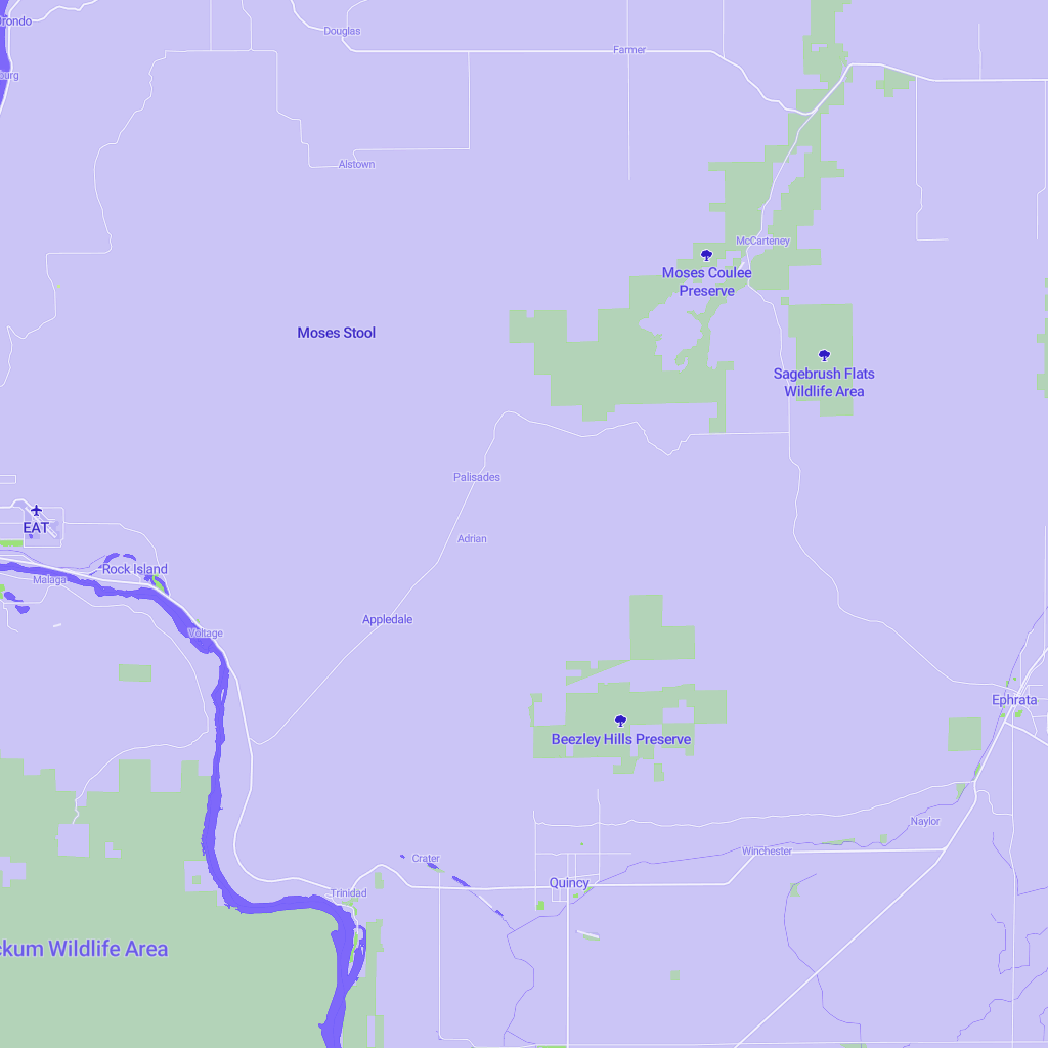 Douglas
Farmer
Alstown
McCarteney
Moses Coulee
Preserve
Moses Stool
Sagebrush Flats
Wildlife Area
Palisades
EAT
Adrian
Rock Island
Malaga
Appledale
Voltage
Ephrata
Beezley Hills Preserve
Naylor
Winchester
Crater
Quincy
Trinidad
Wildlife Area